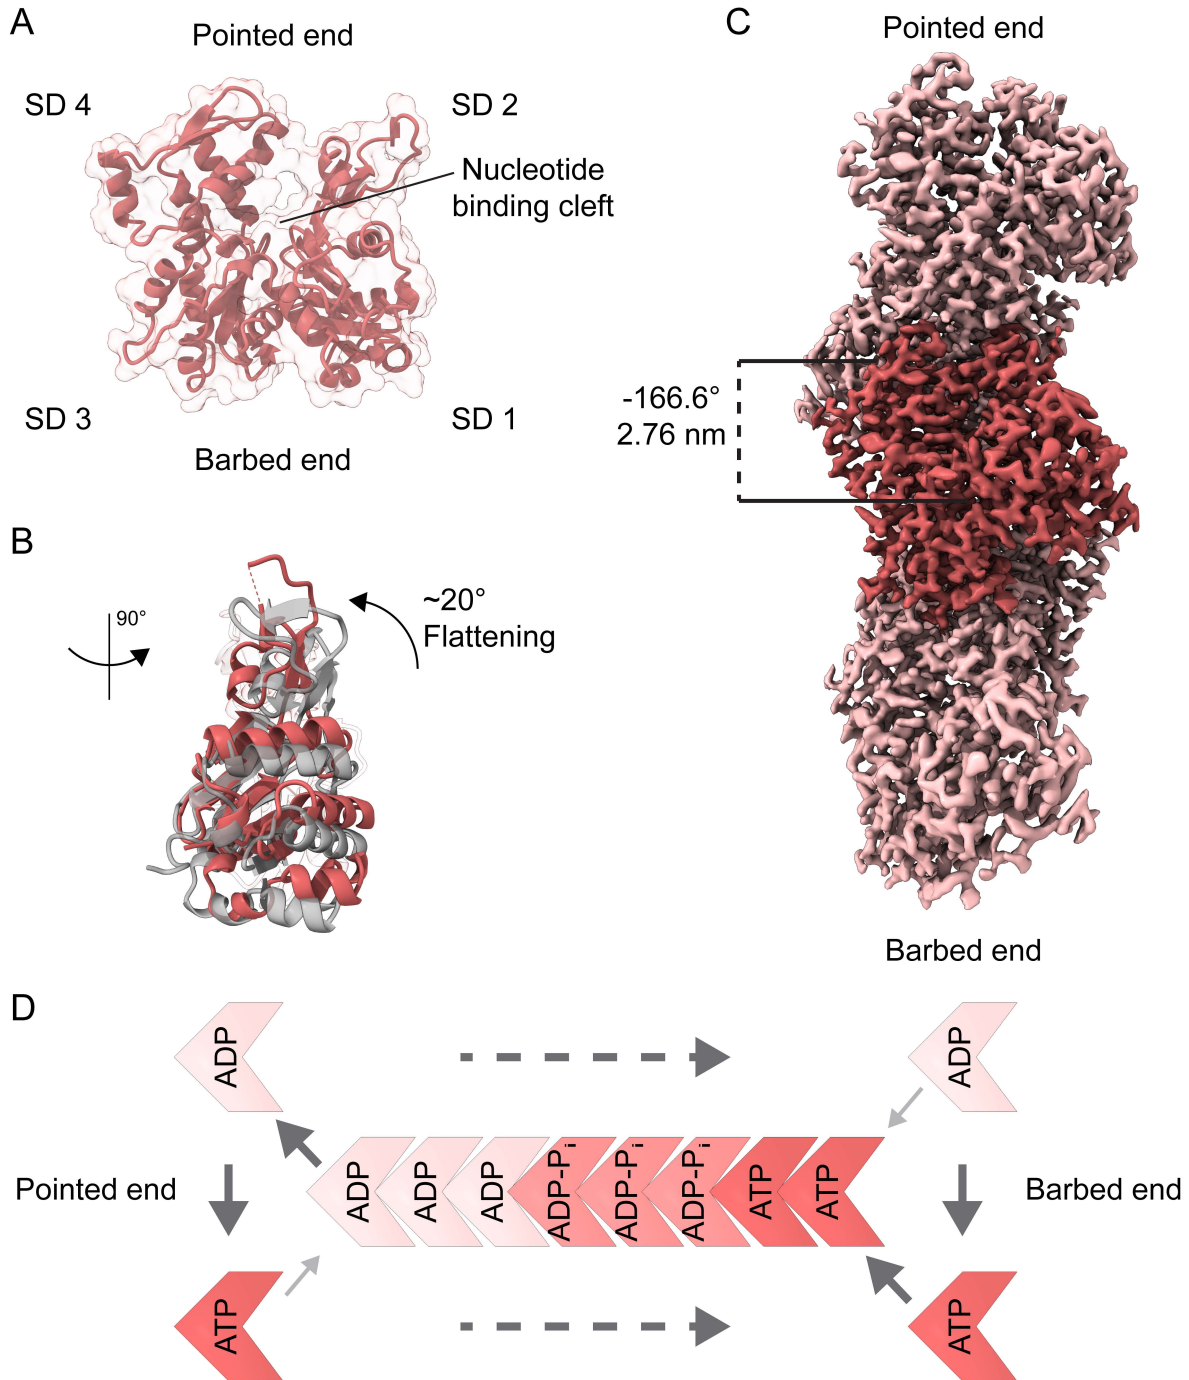 A
Pointed end
SD 4
SD 2
Nucleotide
binding cleft
SD 3
SD 1
Barbed end
B
90°
~20°
Flattening
C
Pointed end
-166.6°
2.76 nm
Barbed end
D
ADP
ADP
Pointed end
ADP
ADP
ADP
ADP-Pi
ADP-Pi
ADP-Pi
ATP
ATP
Barbed end
ATP
ATP